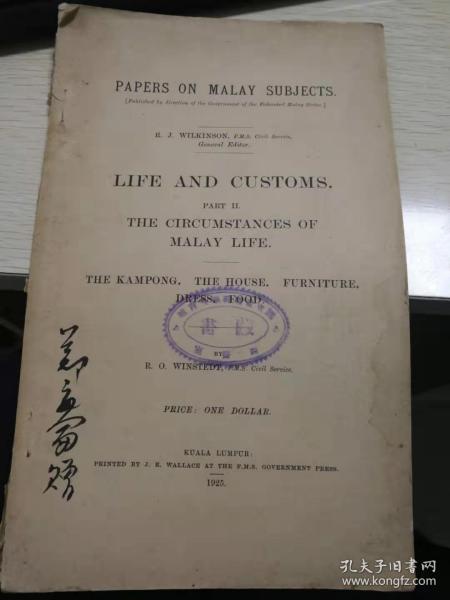 PAPERS ON MALAY SUBJECTS.
[Published by direction of the Government of the Federated Malay States.]
R. J. WILKINSON, F.M.S. Civil Service,
General Editor.
LIFE AND CUSTOMS.
PART II.
THE CIRCUMSTANCES OF
MALAY LIFE.
THE KAMPONG, THE HOUSE, FURNITURE,
DRESS, FOOD.
書
BY
R. O. WINSTEDT, F.M.S. Civil Service.
PRICE: ONE DOLLAR.
KUALA LUMPUR:
PRINTED BY J. E. WALLACE AT THE F.M.S. GOVERNMENT PRESS.
1925.
贈
孔夫子旧书网
www.kongfz.com